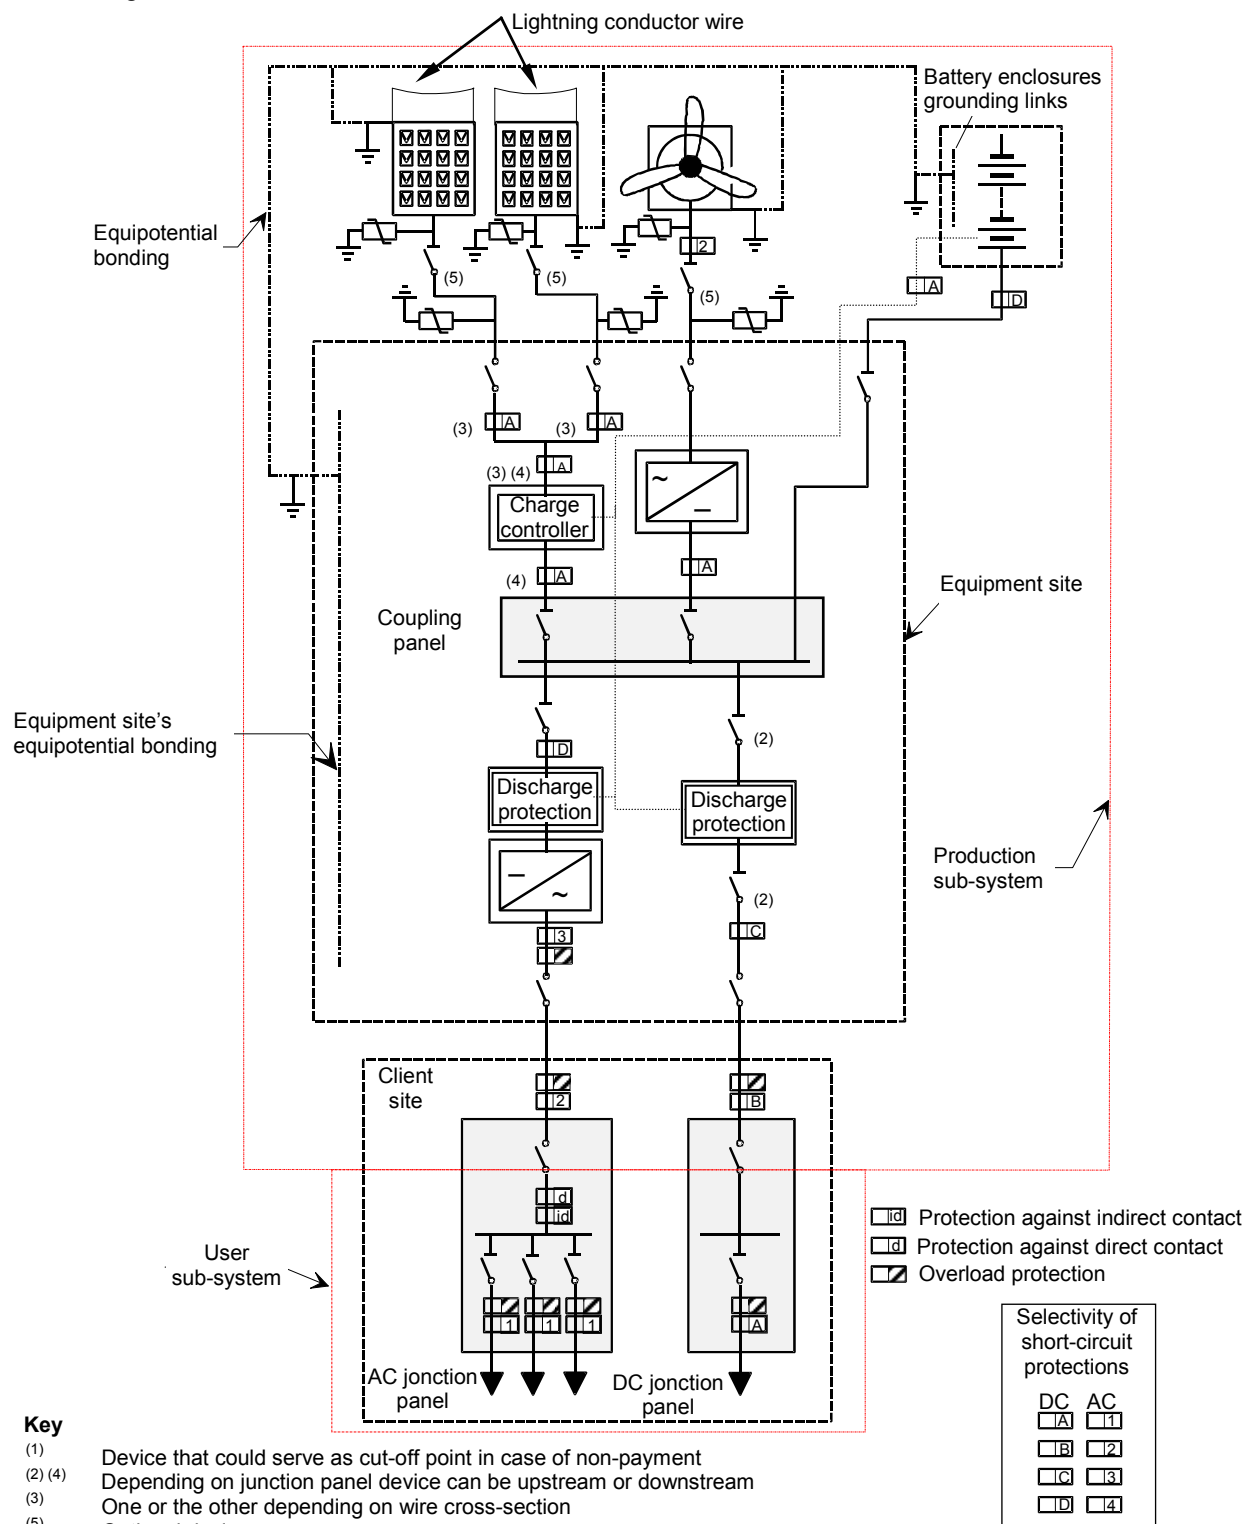 Lightning conductor wire
Battery enclosures
grounding links
Equipotential
bonding
2
(5)
(5)
(5)
A
D
(3)
A
(3)
A
(3) (4)
A
~
–
Charge
controller
(4)
A
A
Coupling
panel
Equipment site
Equipment site's
equipotential bonding
D
(2)
Discharge
protection
Discharge
protection
–
~
(2)
3
C
Production
sub-system
Client
site
2
B
d
id
User
sub-system
1
1
1
A
AC jonction
panel
DC jonction
panel
id Protection against indirect contact
d Protection against direct contact
Overload protection
Selectivity of
short-circuit
protections
DC AC
A 1
B 2
C 3
D 4
Key
(1) Device that could serve as cut-off point in case of non-payment
(2) (4) Depending on junction panel device can be upstream or downstream
(3) One or the other depending on wire cross-section
(5)